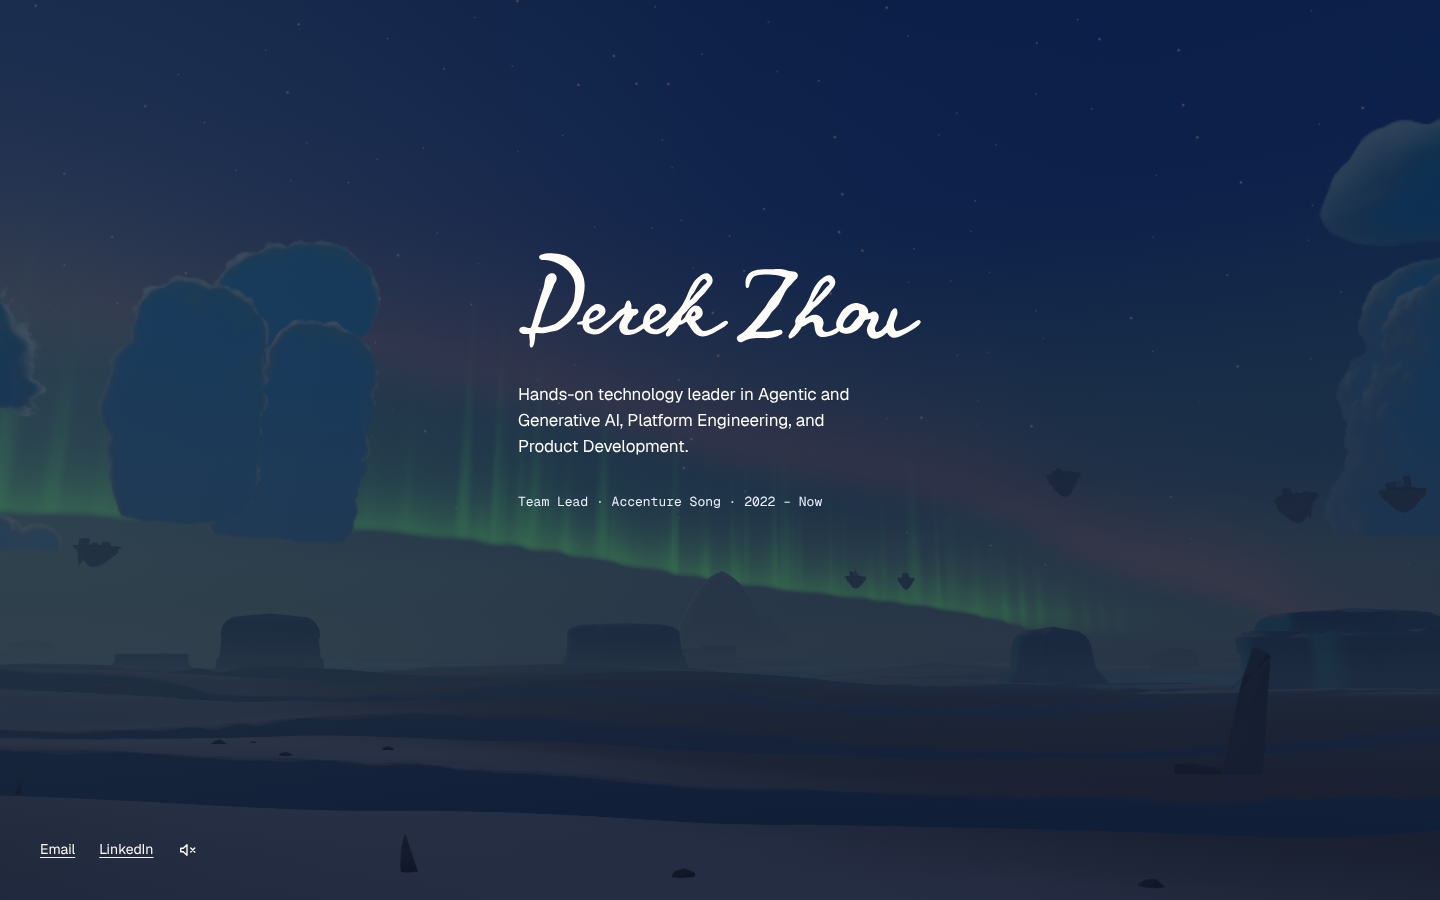 Derek Zhou
Hands-on technology leader in Agentic and
Generative AI, Platform Engineering, and
Product Development.
Team Lead · Accenture Song · 2022 – Now
Email LinkedIn